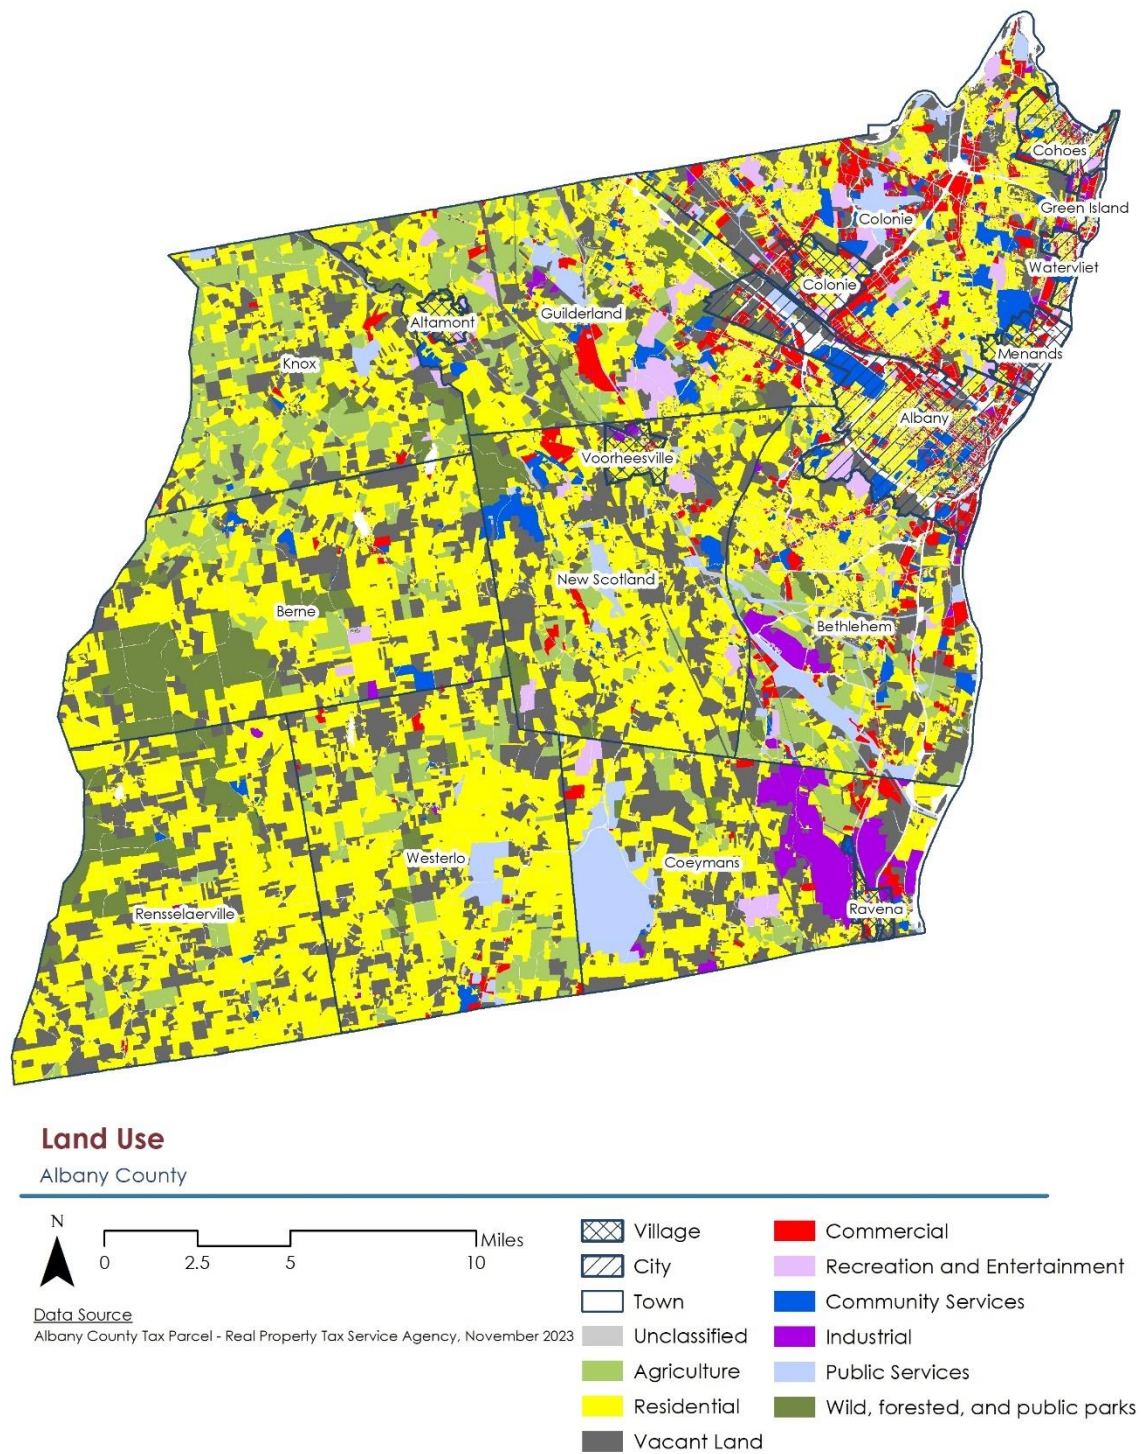 Cohoes
Green Island
Colonie
Watervliet
Colonie
Altamont
Guilderland
Menands
Knox
Albany
Voorheesville
New Scotland
Berne
Bethlehem
Westerlo
Coeymans
Rensselaerville
Ravena
Land Use
Albany County
N
Miles
0 2.5 5 10
Data Source
Albany County Tax Parcel - Real Property Tax Service Agency, November 2023
Village
City
Town
Unclassified
Agriculture
Residential
Vacant Land
Commercial
Recreation and Entertainment
Community Services
Industrial
Public Services
Wild, forested, and public parks